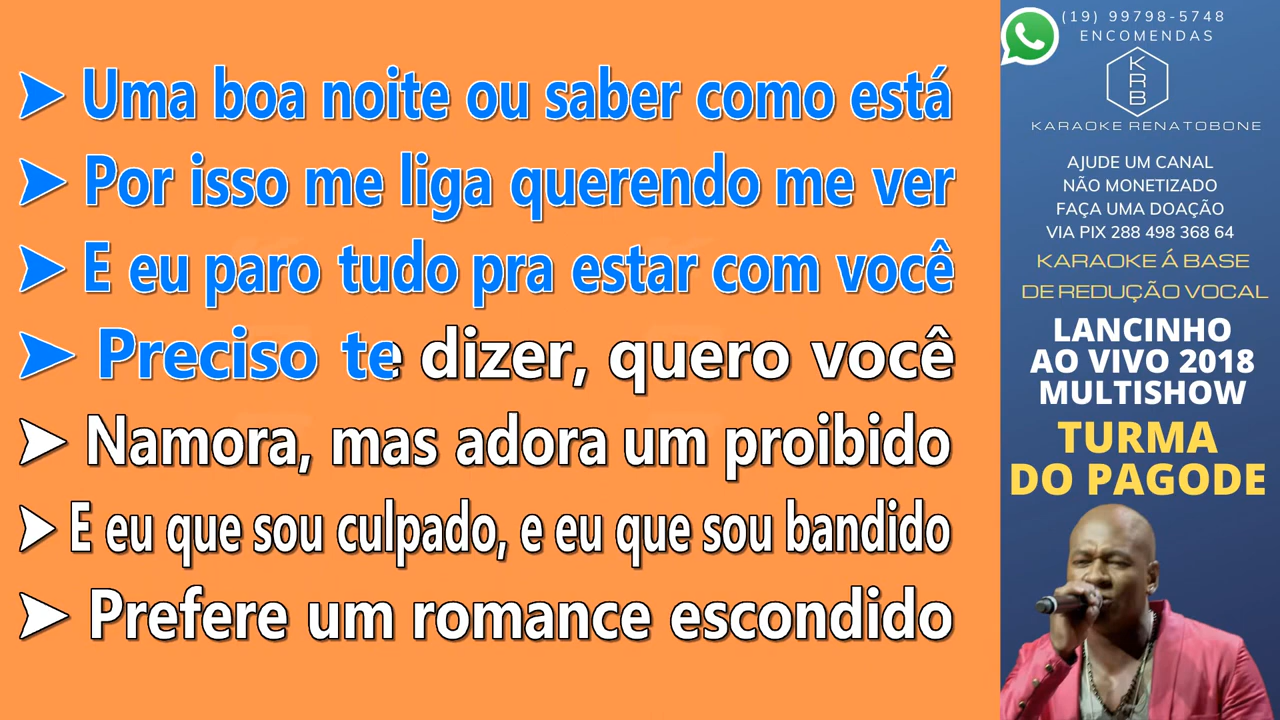 ➤ Uma boa noite ou saber como está
➤ Por isso me liga querendo me ver
➤ E eu paro tudo pra estar com você
➤ Preciso te dizer, quero você
➤ Namora, mas adora um proibido
➤ E eu que sou culpado, e eu que sou bandido
➤ Prefere um romance escondido
(19) 99798-5748
ENCOMENDAS
K
R
B
KARAOKE RENATOBONE
AJUDE UM CANAL
NÃO MONETIZADO
FAÇA UMA DOAÇÃO
VIA PIX 288 498 368 64
KARAOKE Á BASE
DE REDUÇÃO VOCAL
LANCINHO
AO VIVO 2018
MULTISHOW
TURMA
DO PAGODE